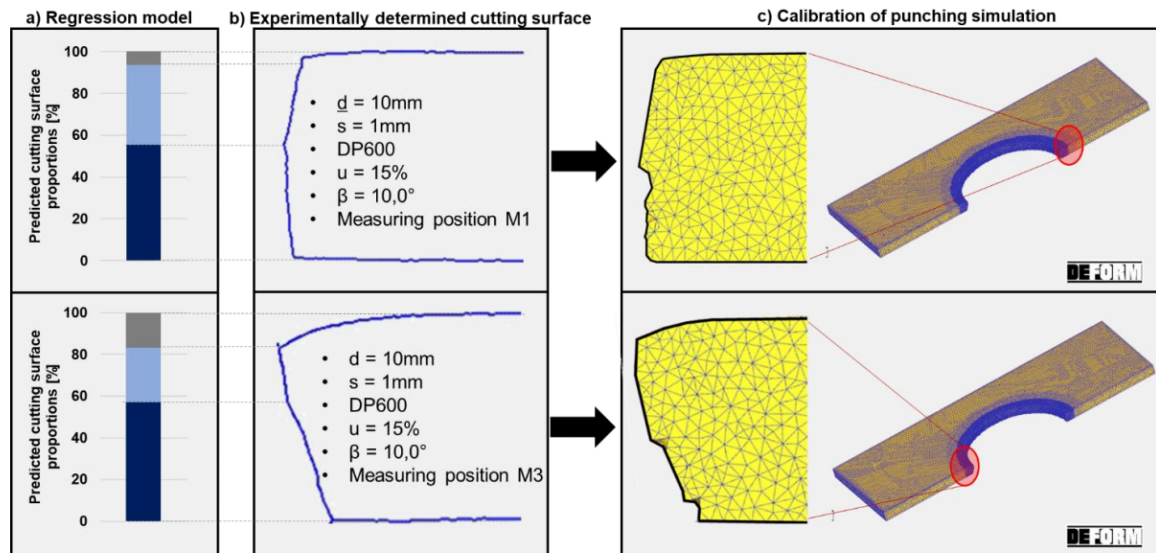 a) Regression model
b) Experimentally determined cutting surface
c) Calibration of punching simulation
Predicted cutting surface
proportions [%]
100
80
60
40
20
0
• d = 10mm
• s = 1mm
• DP600
• u = 15%
• β = 10,0°
• Measuring position M1
DEFORM
Predicted cutting surface
proportions [%]
100
80
60
40
20
0
• d = 10mm
• s = 1mm
• DP600
• u = 15%
• β = 10,0°
• Measuring position M3
DEFORM